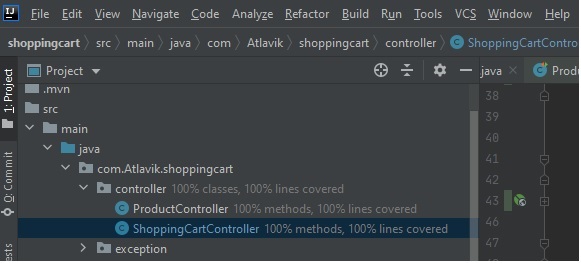 IJ File Edit View Navigate Code Analyze Refactor Build Run Tools VCS Window Help
shoppingcart src main java com Atlavik shoppingcart controller ShoppingCartContro
1: Project
Project
java
Produ
.mvn
src
main
java
com.Atlavik.shoppingcart
controller 100% classes, 100% lines covered
ProductController 100% methods, 100% lines covered
ShoppingCartController 100% methods, 100% lines covered
exception
0: Commit
ests
38
39
40
41
42
43
46
47